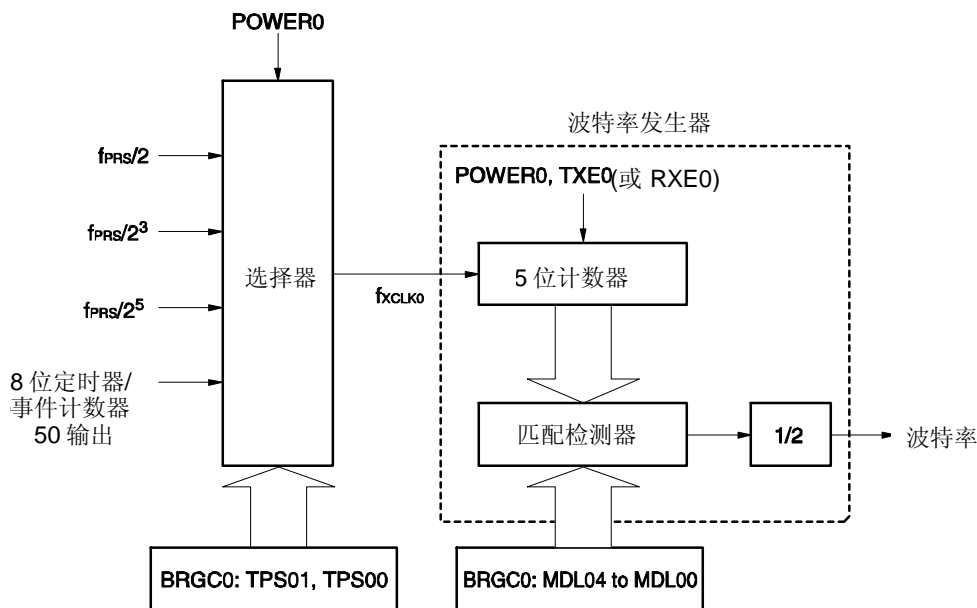 POWER0
波特率发生器
fPRS/2
POWER0, TXE0(或 RXE0)
fPRS/2³
选择器
5 位计数器
fXCLK0
fPRS/2⁵
8 位定时器/
事件计数器
50 输出
匹配检测器
1/2
波特率
BRGC0: TPS01, TPS00
BRGC0: MDL04 to MDL00